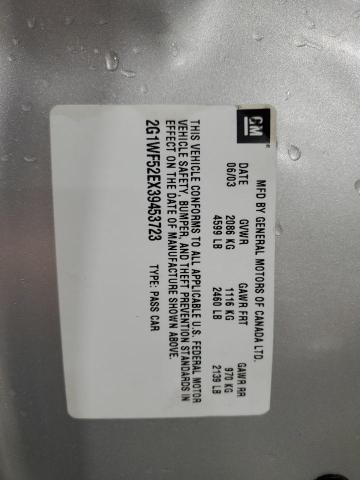 GM
MFD BY GENERAL MOTORS OF CANADA LTD.
DATE GVWR GAWR FRT GAWR RR
06/03 2086 KG 1116 KG 970 KG
4599 LB 2460 LB 2139 LB
THIS VEHICLE CONFORMS TO ALL APPLICABLE U.S. FEDERAL MOTOR
VEHICLE SAFETY, BUMPER, AND THEFT PREVENTION STANDARDS IN
EFFECT ON THE DATE OF MANUFACTURE SHOWN ABOVE.
2G1WF52EX39453723 TYPE: PASS CAR